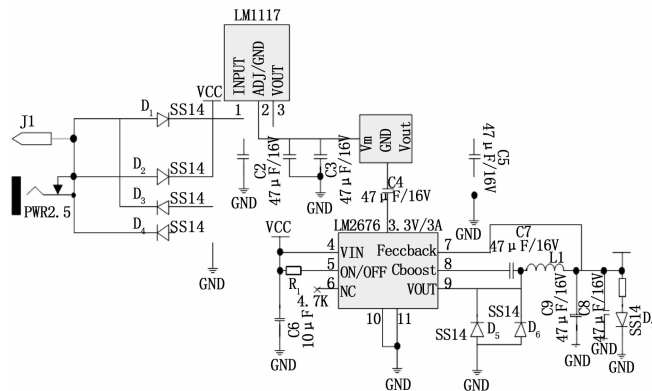 LM1117
INPUT
ADJ/GND
VOUT
1 2 3
VCC
J1
D1 SS14
D2 SS14
D3 SS14
D4 SS14
PWR2.5
GND
GND
C2
47μF/16V
GND
C3
47μF/16V
Vm
GND
Vout
C4
47μF/16V
C5
47μF/16V
GND
LM2676 3.3V/3A
VCC
4 VIN
5 ON/OFF
6 NC
Feccback 7
Cboost 8
VOUT 9
10 11
GND
R1
4.7K
C6
10μF
GND
C7
47μF/16V
L1
SS14 D5
SS14 D6
GND
C9
47μF/16V
GND
C8
47μF/16V
GND
SS14
GND